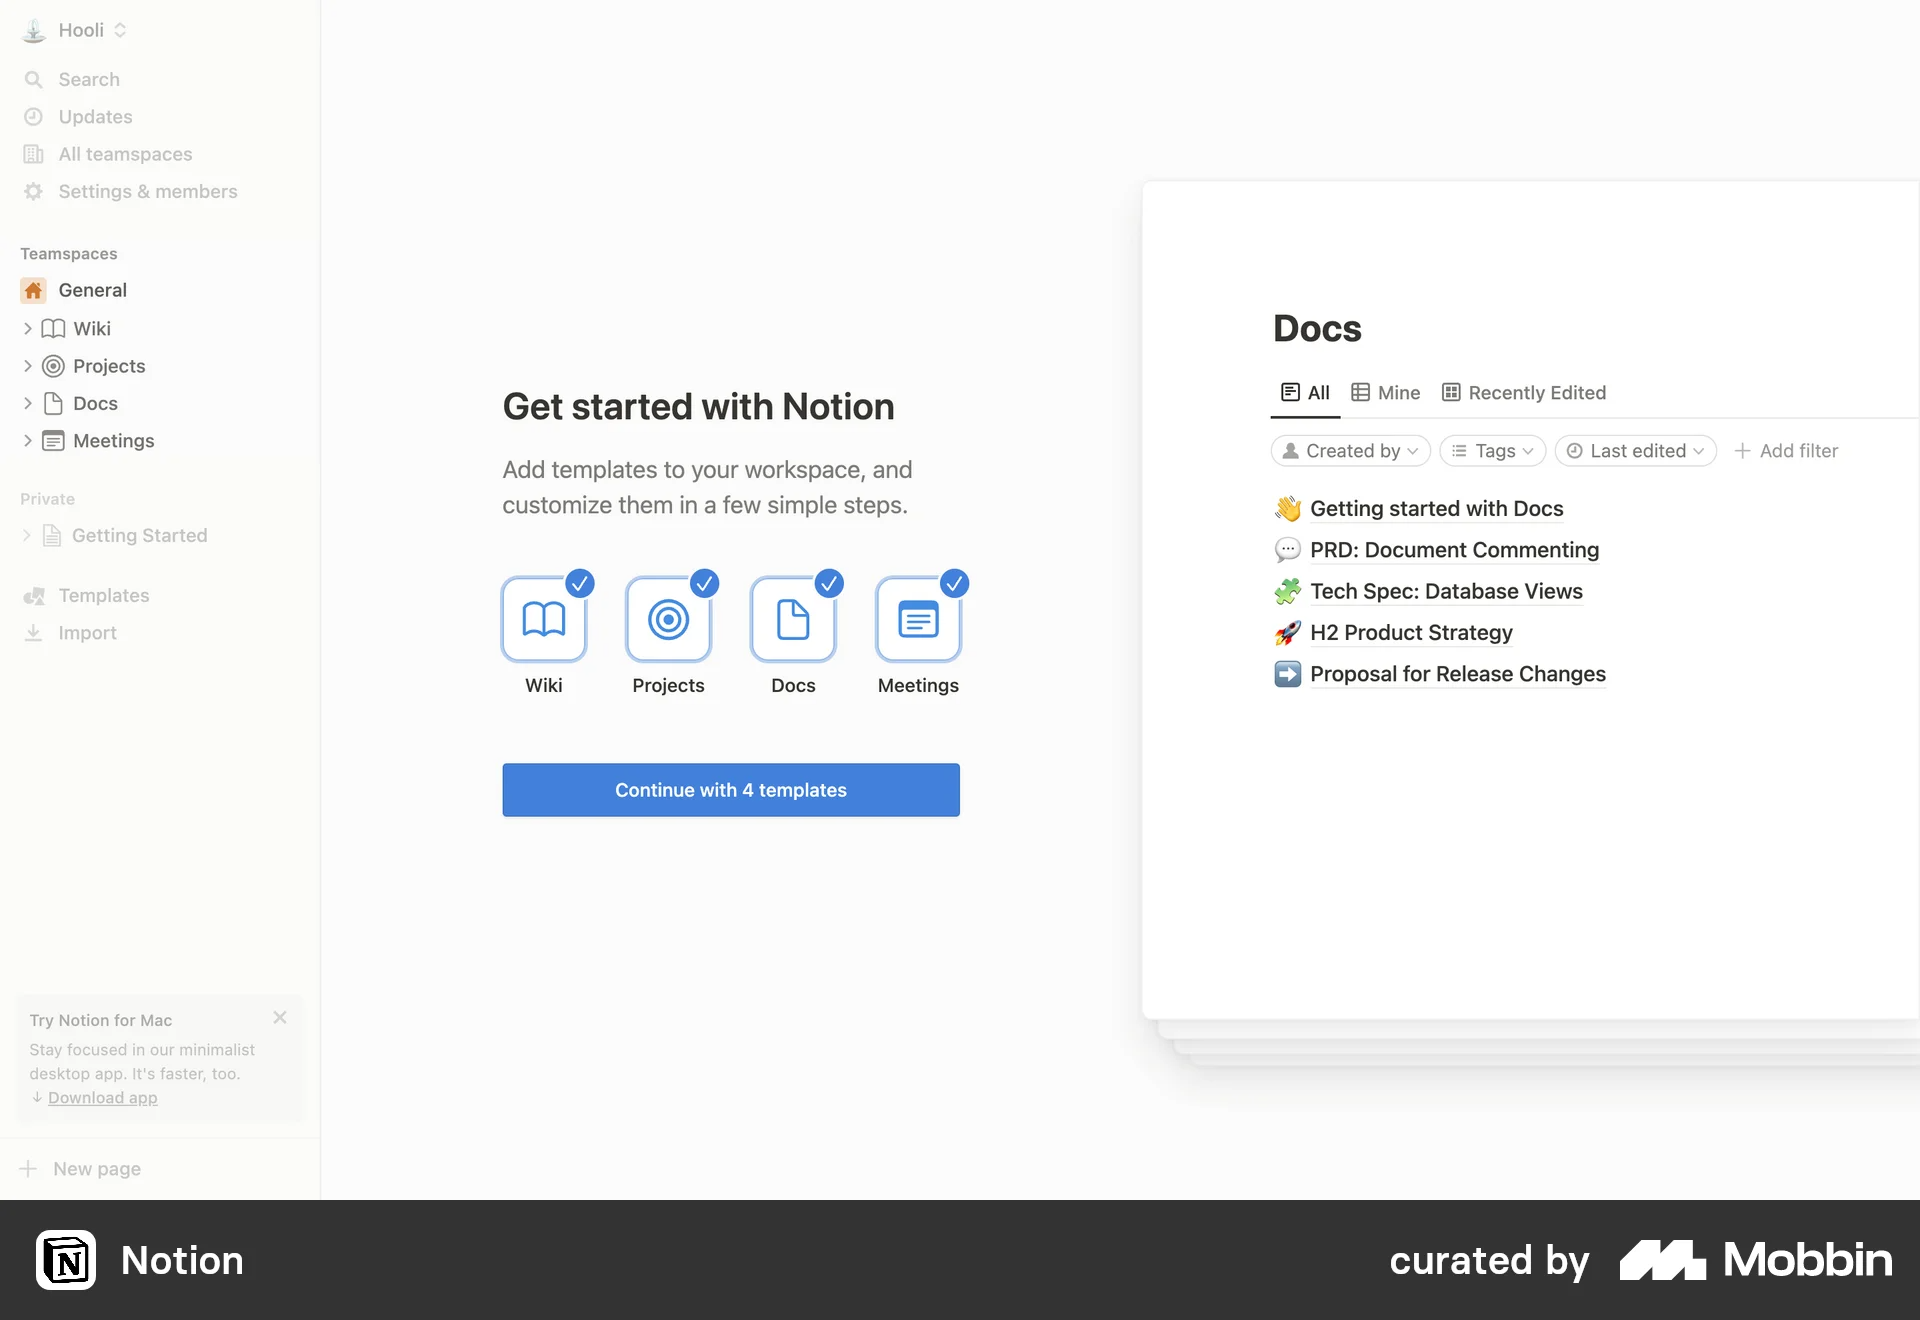 Hooli
Search
Updates
All teamspaces
Settings & members
Teamspaces
General
Wiki
Projects
Docs
Meetings
Private
Getting Started
Templates
Import
Try Notion for Mac
Stay focused in our minimalist
desktop app. It's faster, too.
↓ Download app
New page
Get started with Notion
Add templates to your workspace, and
customize them in a few simple steps.
Wiki Projects Docs Meetings
Continue with 4 templates
Docs
All Mine Recently Edited
Created by Tags Last edited + Add filter
👋 Getting started with Docs
💬 PRD: Document Commenting
🧩 Tech Spec: Database Views
🚀 H2 Product Strategy
➡️ Proposal for Release Changes
N Notion
curated by Mobbin